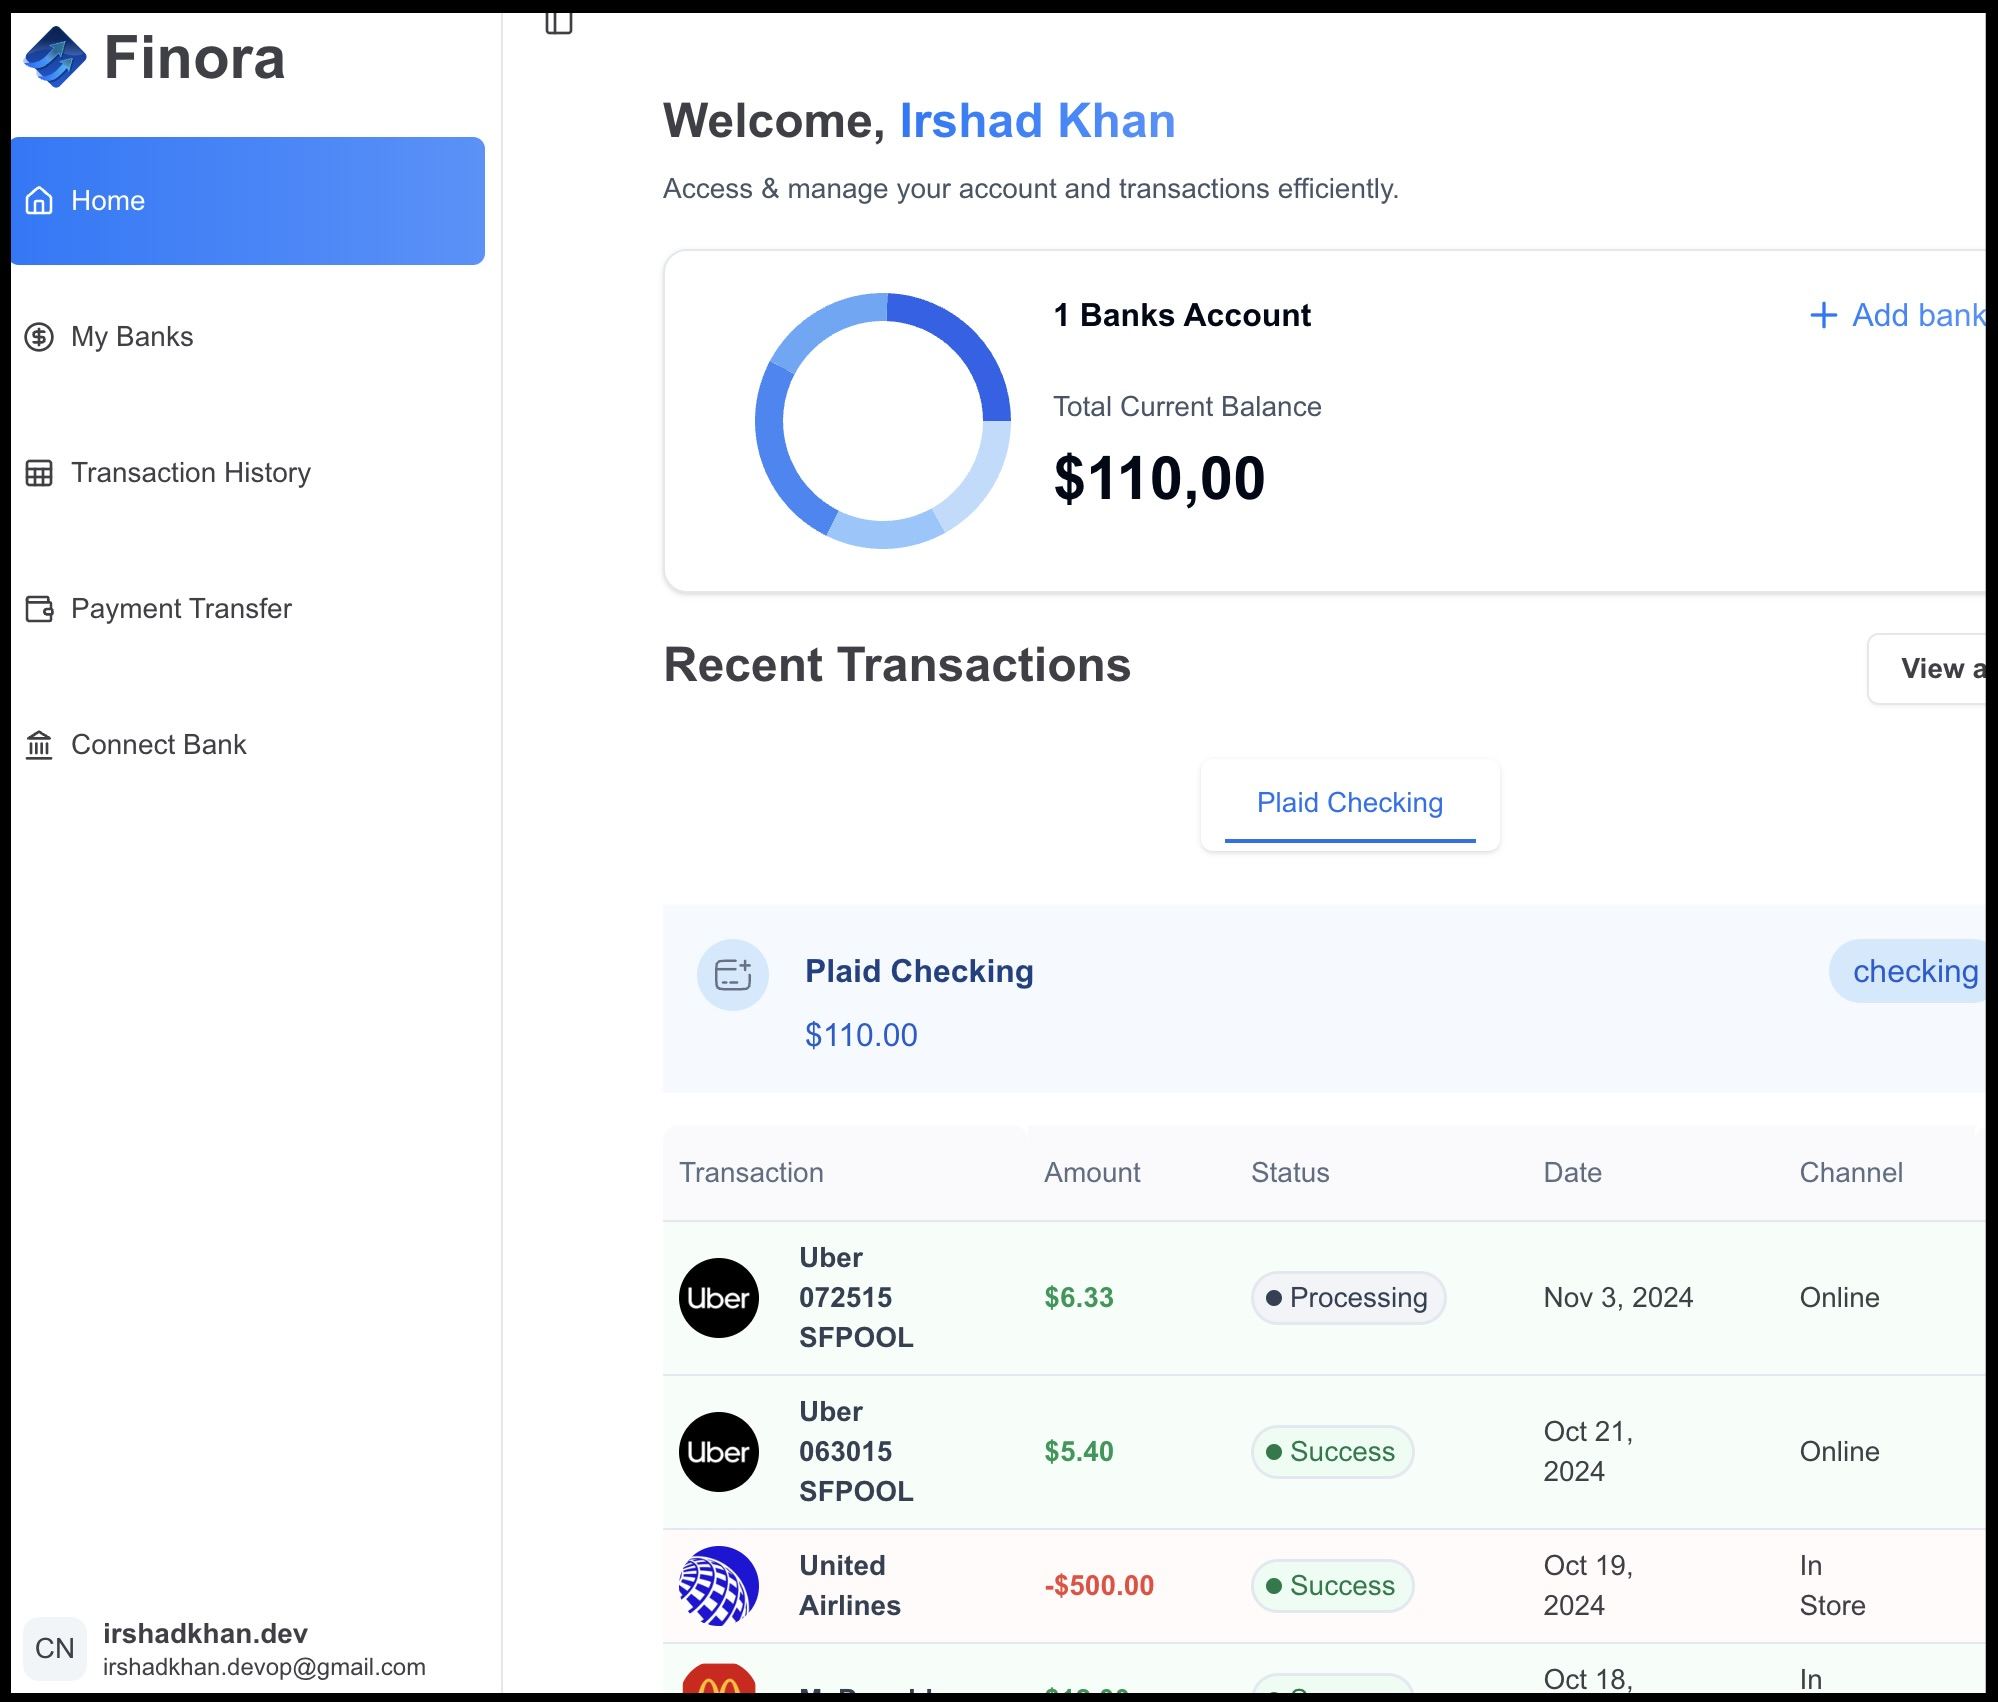 Finora
Home
My Banks
Transaction History
Payment Transfer
Connect Bank
CN
irshadkhan.dev
irshadkhan.devop@gmail.com
Welcome, Irshad Khan
Access & manage your account and transactions efficiently.
1 Banks Account
Add bank
Total Current Balance
$110,00
Recent Transactions
View
Plaid Checking
Plaid Checking
checking
$110.00
Transaction Amount Status Date Channel
Uber
Uber
072515
SFPOOL
$6.33
Processing
Nov 3, 2024
Online
Uber
Uber
063015
SFPOOL
$5.40
Success
Oct 21,
2024
Online
United
Airlines
-$500.00
Success
Oct 19,
2024
In
Store
Oct 18,
In